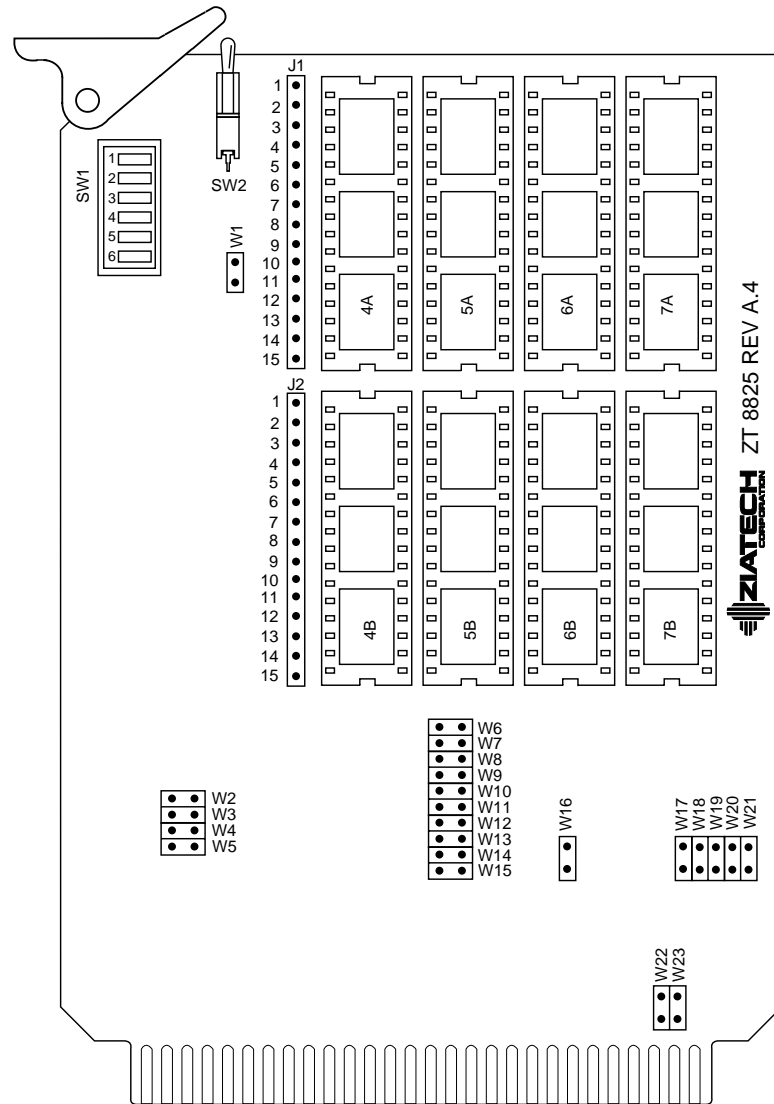 J1
1
2
3
4
5
6
7
8
9
10
11
12
13
14
15
SW1
1
2
3
4
5
6
SW2
W1
4A
5A
6A
7A
J2
1
2
3
4
5
6
7
8
9
10
11
12
13
14
15
4B
5B
6B
7B
ZIATECH
CORPORATION
ZT 8825 REV A.4
W2
W3
W4
W5
W6
W7
W8
W9
W10
W11
W12
W13
W14
W15
W16
W17
W18
W19
W20
W21
W22
W23